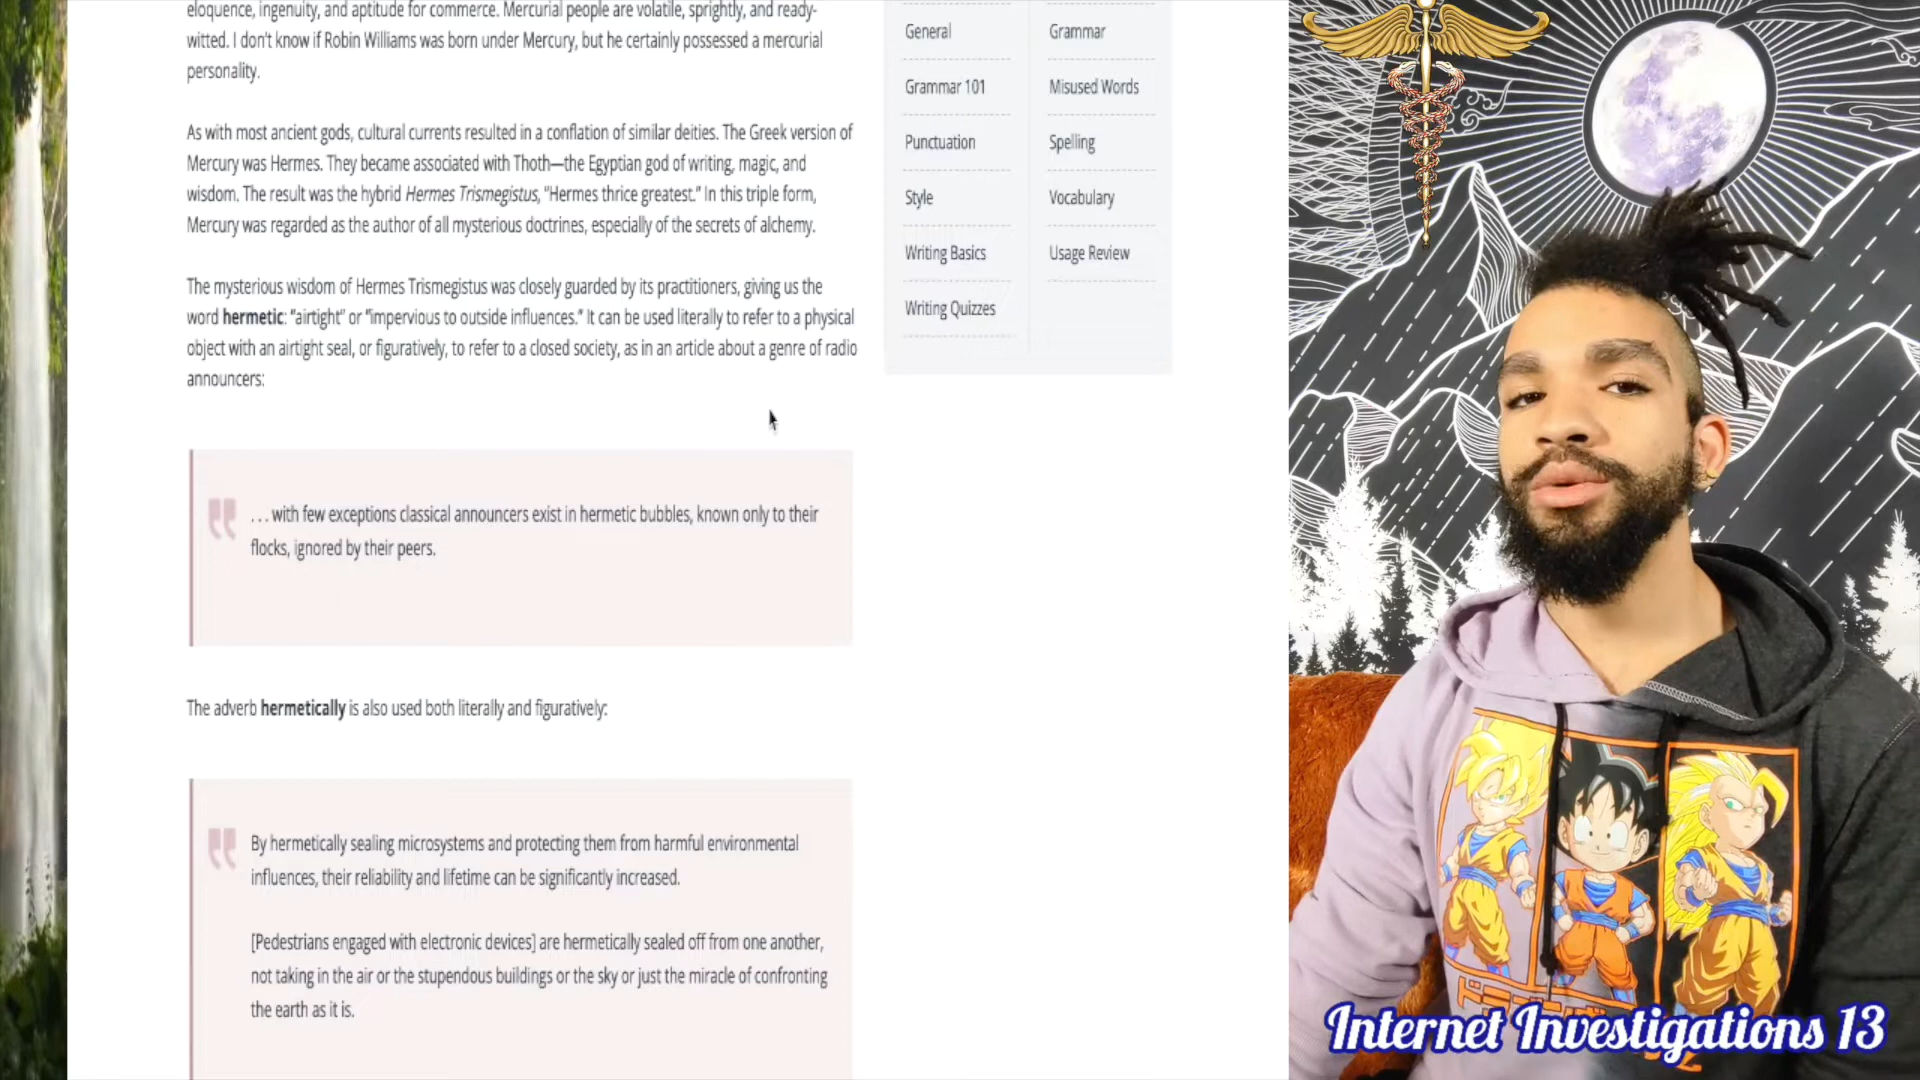 eloquence, ingenuity, and aptitude for commerce. Mercurial people are volatile, sprightly, and ready-
witted. I don't know if Robin Williams was born under Mercury, but he certainly possessed a mercurial
personality.
As with most ancient gods, cultural currents resulted in a conflation of similar deities. The Greek version of
Mercury was Hermes. They became associated with Thoth—the Egyptian god of writing, magic, and
wisdom. The result was the hybrid Hermes Trismegistus, "Hermes thrice greatest." In this triple form,
Mercury was regarded as the author of all mysterious doctrines, especially of the secrets of alchemy.
The mysterious wisdom of Hermes Trismegistus was closely guarded by its practitioners, giving us the
word hermetic: "airtight" or "impervious to outside influences." It can be used literally to refer to a physical
object with an airtight seal, or figuratively, to refer to a closed society, as in an article about a genre of radio
announcers:
. . . with few exceptions classical announcers exist in hermetic bubbles, known only to their
flocks, ignored by their peers.
The adverb hermetically is also used both literally and figuratively:
By hermetically sealing microsystems and protecting them from harmful environmental
influences, their reliability and lifetime can be significantly increased.
[Pedestrians engaged with electronic devices] are hermetically sealed off from one another,
not taking in the air or the stupendous buildings or the sky or just the miracle of confronting
the earth as it is.
General
Grammar
Grammar 101
Misused Words
Punctuation
Spelling
Style
Vocabulary
Writing Basics
Usage Review
Writing Quizzes
Internet Investigations 13